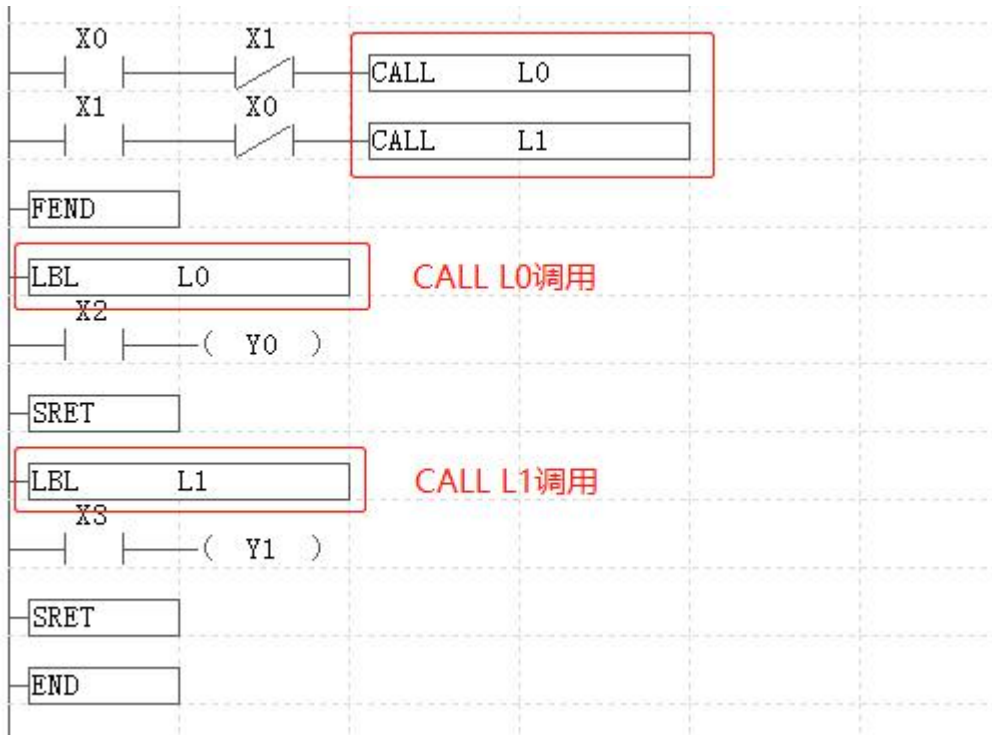 X0 X1
CALL L0
X1 X0
CALL L1
FEND
LBL L0 CALL L0调用
X2
( Y0 )
SRET
LBL L1 CALL L1调用
X3
( Y1 )
SRET
END